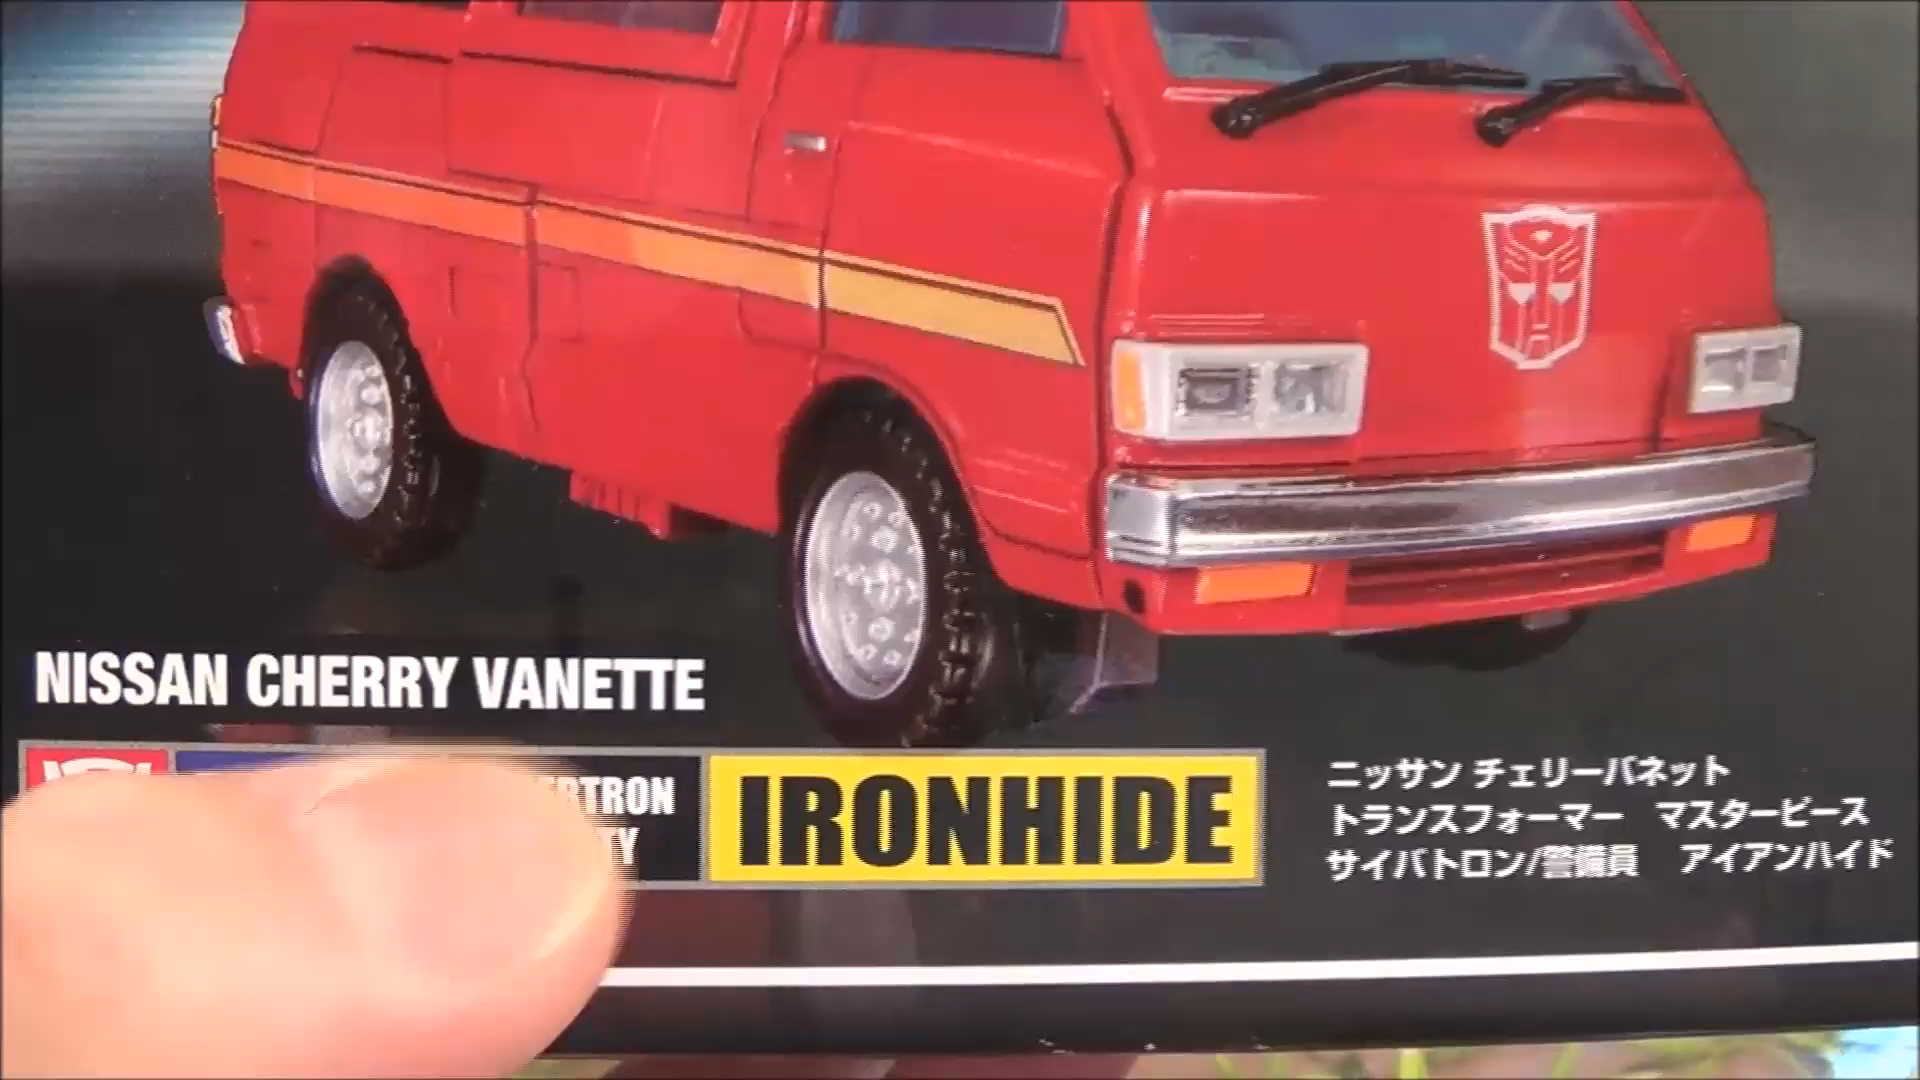 NISSAN CHERRY VANETTE
IRONHIDE
ニッサン チェリーバネット
トランスフォーマー マスターピース
サイバトロン/警備員 アイアンハイド